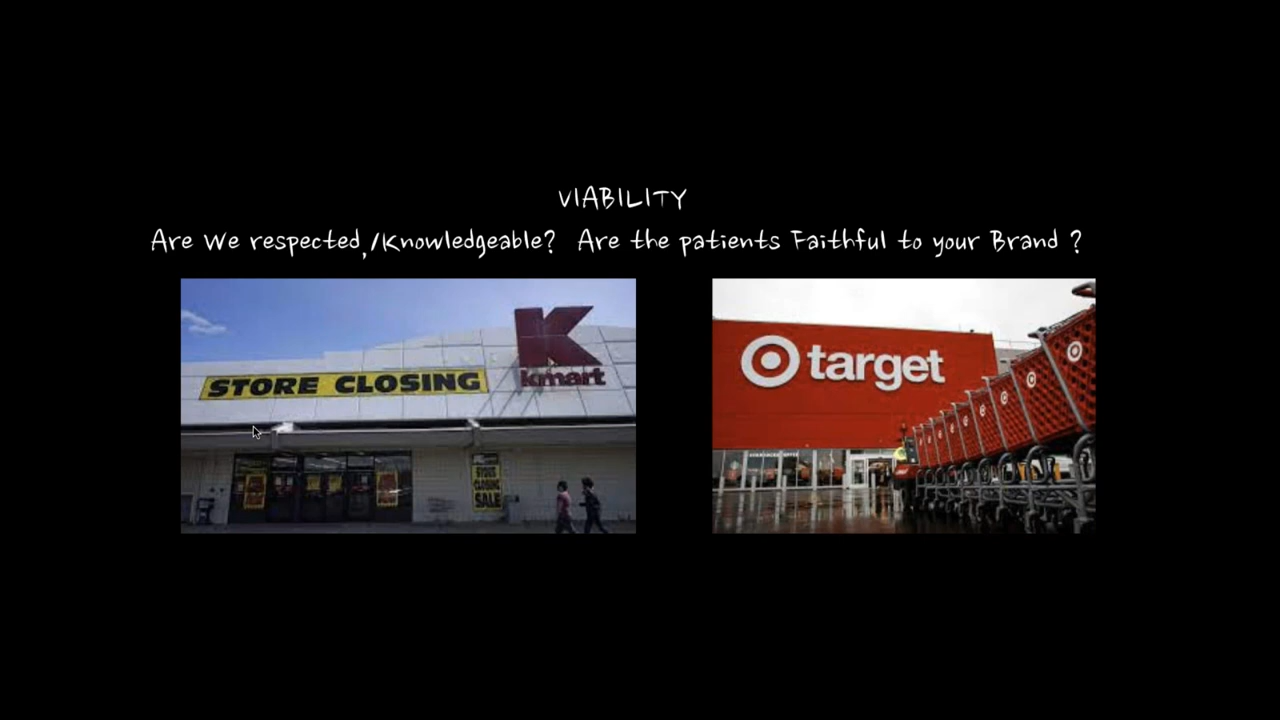 VIABILITY
Are We respected,/Knowledgeable? Are the patients Faithful to your Brand ?
STORE CLOSING
K
kmart
STORE
CLOSING
SALE
target